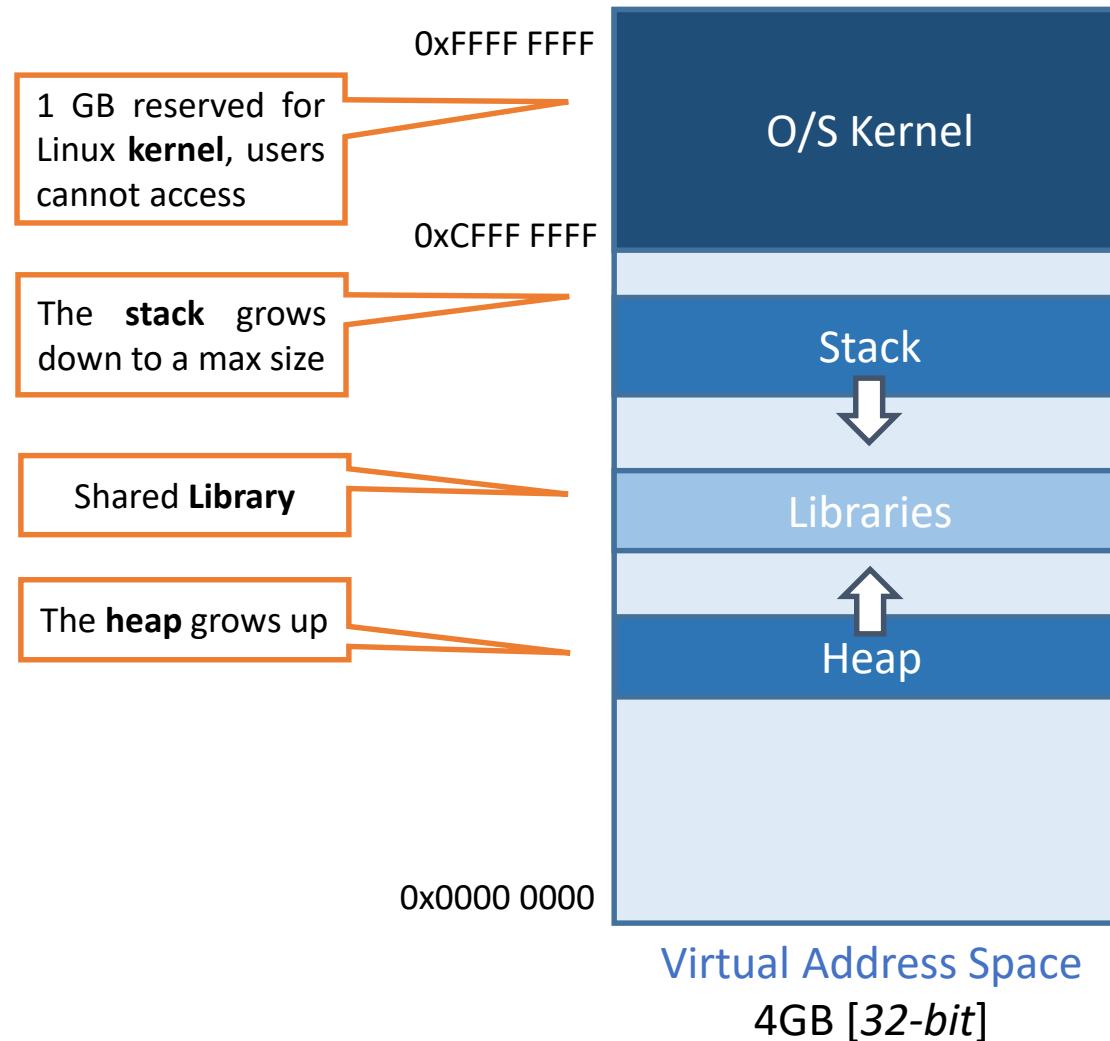 0xFFFF FFFF
1 GB reserved for
Linux kernel, users
cannot access
O/S Kernel
0xCFFF FFFF
The stack grows
down to a max size
Stack
Shared Library
Libraries
The heap grows up
Heap
0x0000 0000
Virtual Address Space
4GB [32-bit]